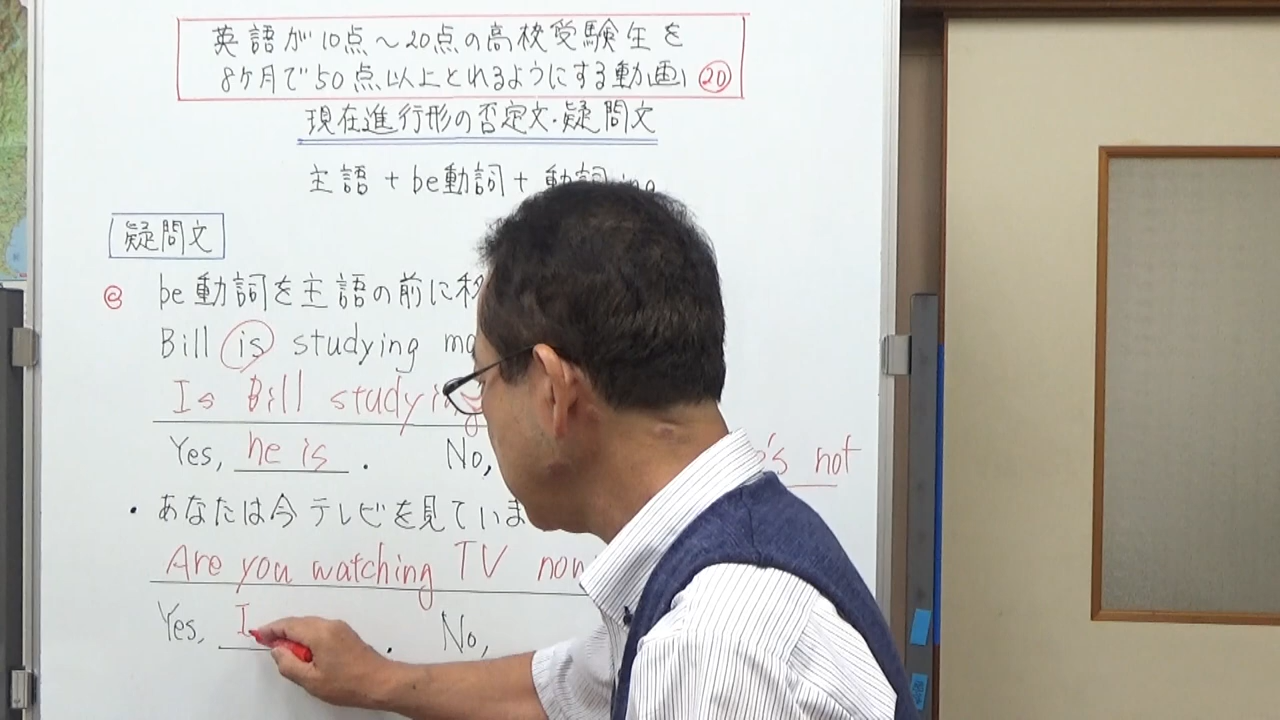 英語が10点~20点の高校受験生を
8ヶ月で50点以上とれるようにする動画 ⑳
現在進行形の否定文・疑問文
主語 + be動詞 + 動詞 ing
疑問文
◎ be動詞を主語の前に移
Bill is studying
Is Bill studying
Yes, he is . No, 's not
・あなたは今テレビを見ていま
Are you watching TV now
Yes, I . No,